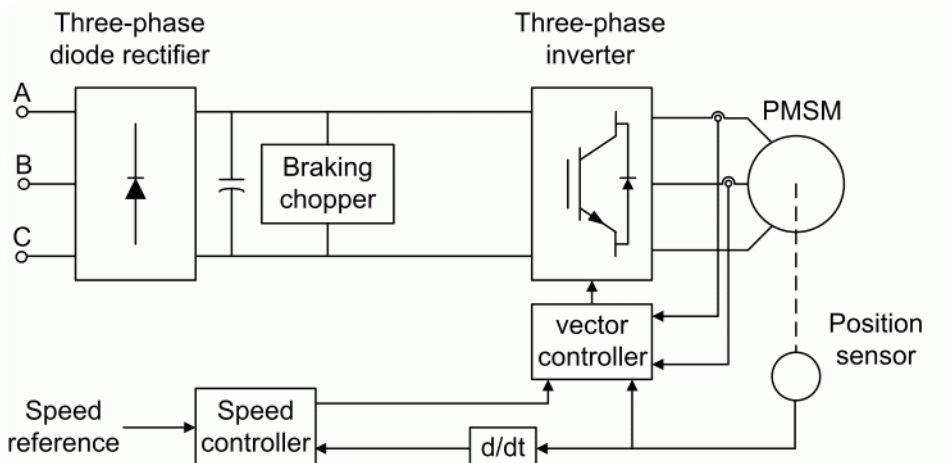 Three-phase
diode rectifier
Three-phase
inverter
A
B
C
Braking
chopper
PMSM
vector
controller
Position
sensor
Speed
reference
Speed
controller
d/dt